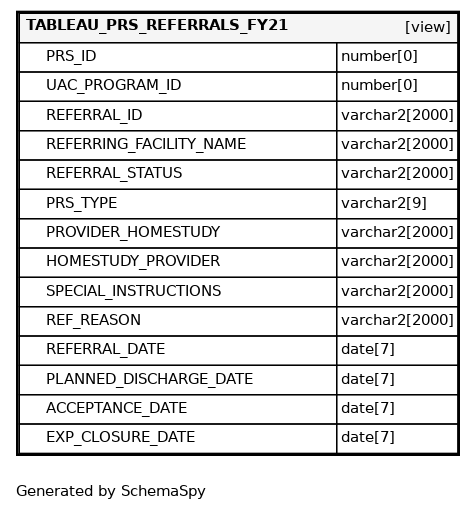 TABLEAU_PRS_REFERRALS_FY21 [view]
PRS_ID number[0]
UAC_PROGRAM_ID number[0]
REFERRAL_ID varchar2[2000]
REFERRING_FACILITY_NAME varchar2[2000]
REFERRAL_STATUS varchar2[2000]
PRS_TYPE varchar2[9]
PROVIDER_HOMESTUDY varchar2[2000]
HOMESTUDY_PROVIDER varchar2[2000]
SPECIAL_INSTRUCTIONS varchar2[2000]
REF_REASON varchar2[2000]
REFERRAL_DATE date[7]
PLANNED_DISCHARGE_DATE date[7]
ACCEPTANCE_DATE date[7]
EXP_CLOSURE_DATE date[7]
Generated by SchemaSpy